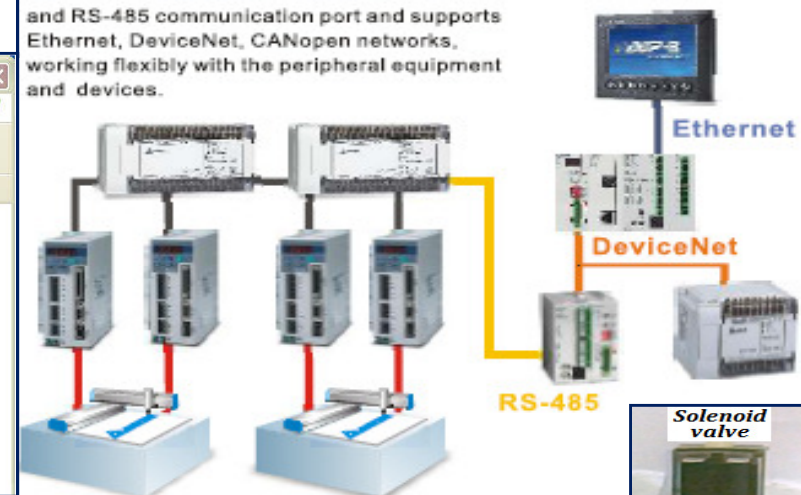 and RS-485 communication port and supports
Ethernet, DeviceNet, CANopen networks,
working flexibly with the peripheral equipment
and devices.
Ethernet
DeviceNet
RS-485
Solenoid
valve